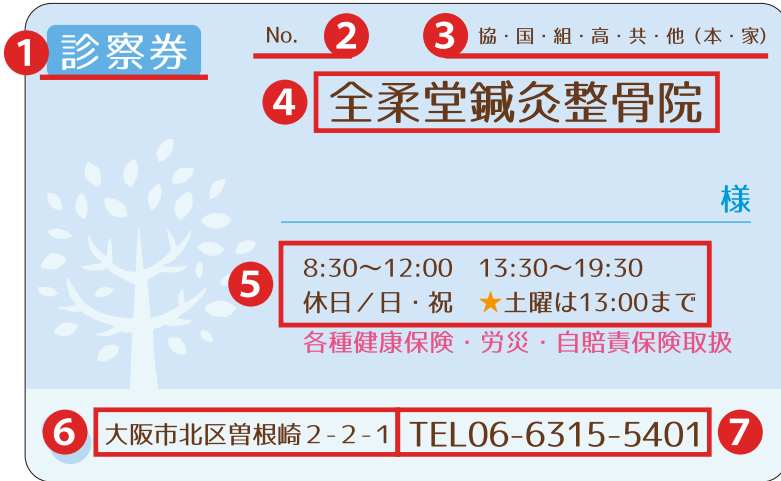 1 診察券
No. 2
3 協・国・組・高・共・他（本・家）
4 全柔堂鍼灸整骨院
様
5 8:30〜12:00 13:30〜19:30
休日／日・祝 ★土曜は13:00まで
各種健康保険・労災・自賠責保険取扱
6 大阪市北区曽根崎２-２-１ TEL06-6315-5401 7